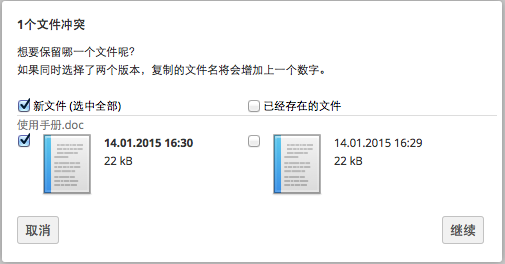 1个文件冲突
想要保留哪一个文件呢?
如果同时选择了两个版本，复制的文件名将会增加上一个数字。
新文件 (选中全部) 已经存在的文件
使用手册.doc
14.01.2015 16:30 14.01.2015 16:29
22 kB 22 kB
取消 继续